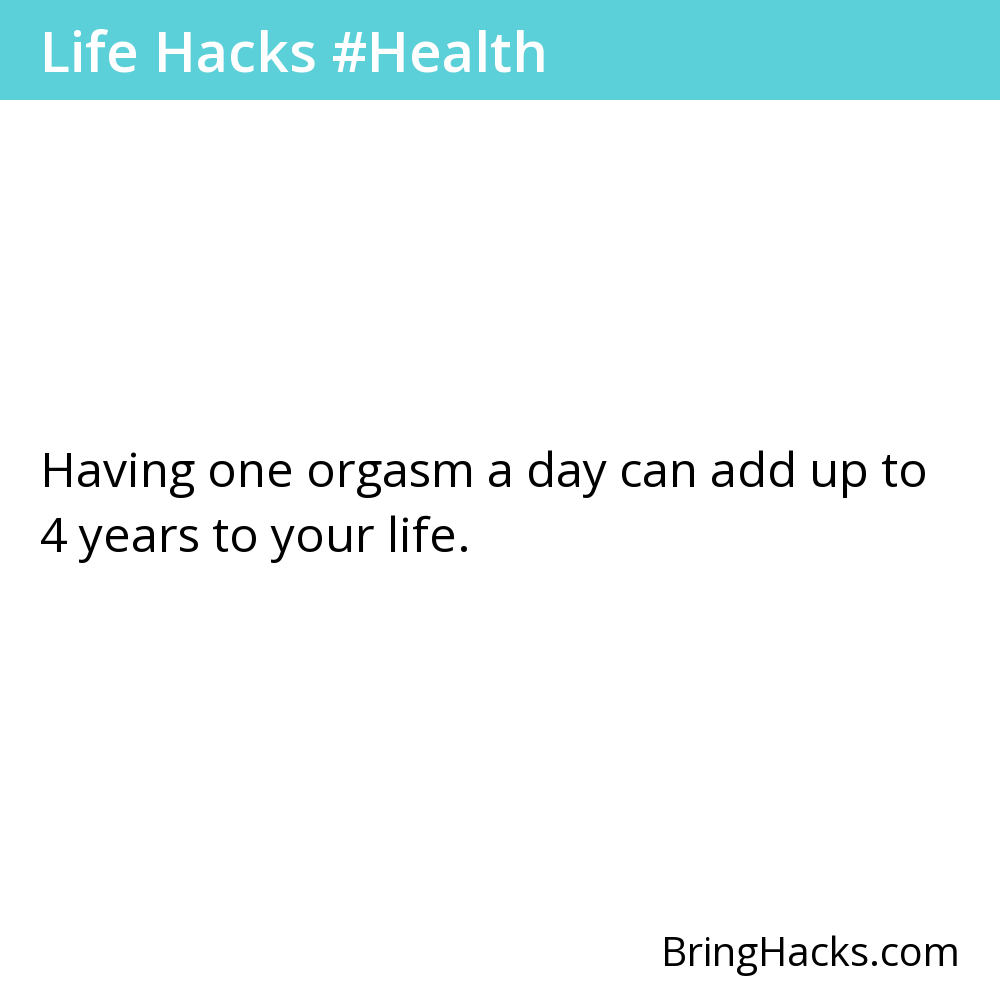 Life Hacks #Health
Having one orgasm a day can add up to
4 years to your life.
BringHacks.com